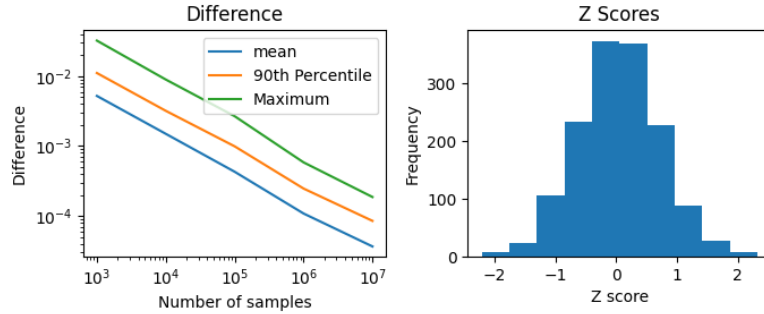 Difference
Difference
10⁻²
10⁻³
10⁻⁴
mean
90th Percentile
Maximum
10³ 10⁴ 10⁵ 10⁶ 10⁷
Number of samples
Z Scores
Frequency
300
200
100
0
−2 −1 0 1 2
Z score